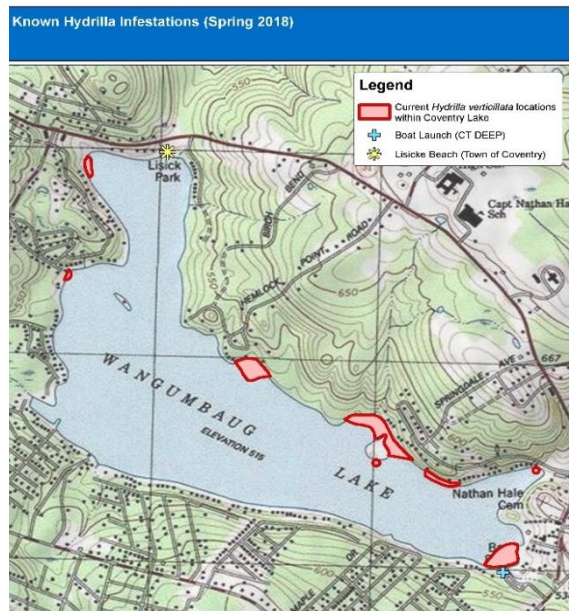 Known Hydrilla Infestations (Spring 2018)
Legend
Current Hydrilla verticillata locations
within Coventry Lake
Boat Launch (CT DEEP)
Lisicke Beach (Town of Coventry)
550
600
Lisick
Park
BIRCH BEND
Capt Nathan Ha
Sch
HEMLOCK POINT ROAD
550
600
650
667
SPRINGDALE AVE
WANGUMBAUG
ELEVATION 515
LAKE
Nathan Hale
Cem